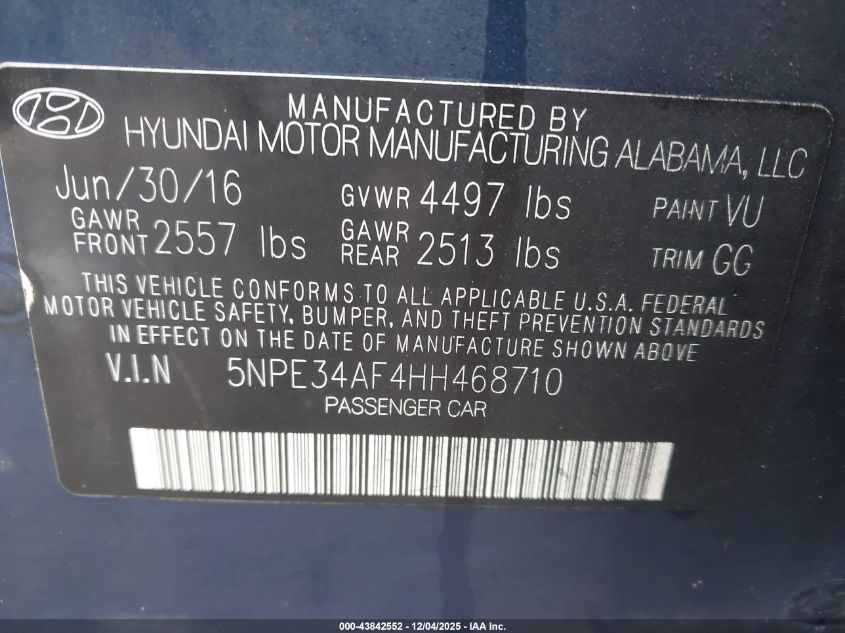 MANUFACTURED BY
HYUNDAI MOTOR MANUFACTURING ALABAMA, LLC
Jun/30/16 GVWR 4497 lbs PAINT VU
GAWR FRONT 2557 lbs GAWR REAR 2513 lbs TRIM GG
THIS VEHICLE CONFORMS TO ALL APPLICABLE U.S.A. FEDERAL
MOTOR VEHICLE SAFETY, BUMPER, AND THEFT PREVENTION STANDARDS
IN EFFECT ON THE DATE OF MANUFACTURE SHOWN ABOVE
V.I.N 5NPE34AF4HH468710
PASSENGER CAR
000-43842552 - 12/04/2025 - IAA Inc.